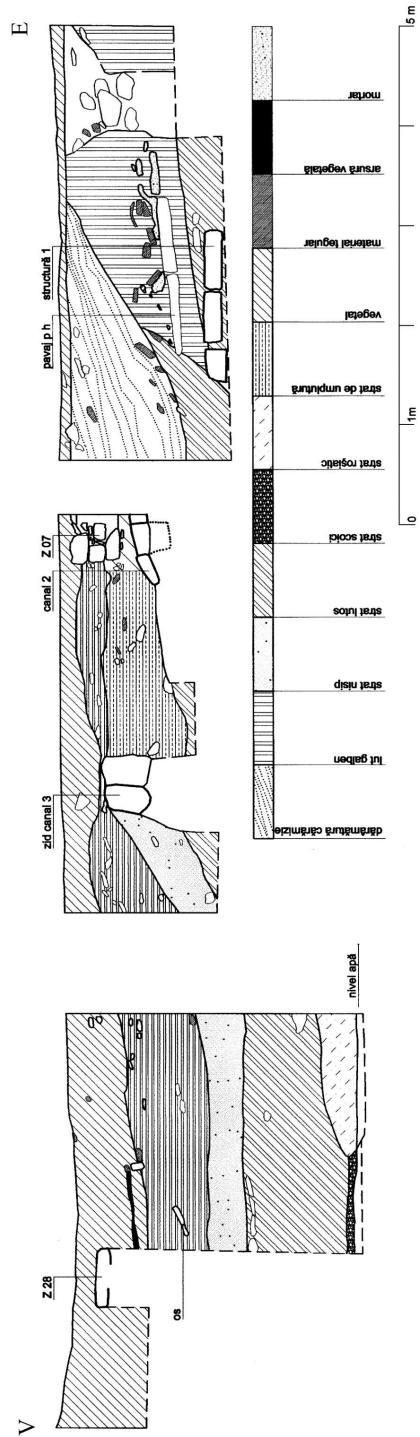 V
E
Z 28
os
nivel apă
zid canal 3
canal 2
Z 07
pavaj p h
structură 1
dărâmătură cărămizie
lut galben
strat nisip
strat lutos
strat scoici
strat roșiatic
strat de umplutură
vegetal
material tegular
arsură vegetală
mortar
0
1m
5 m